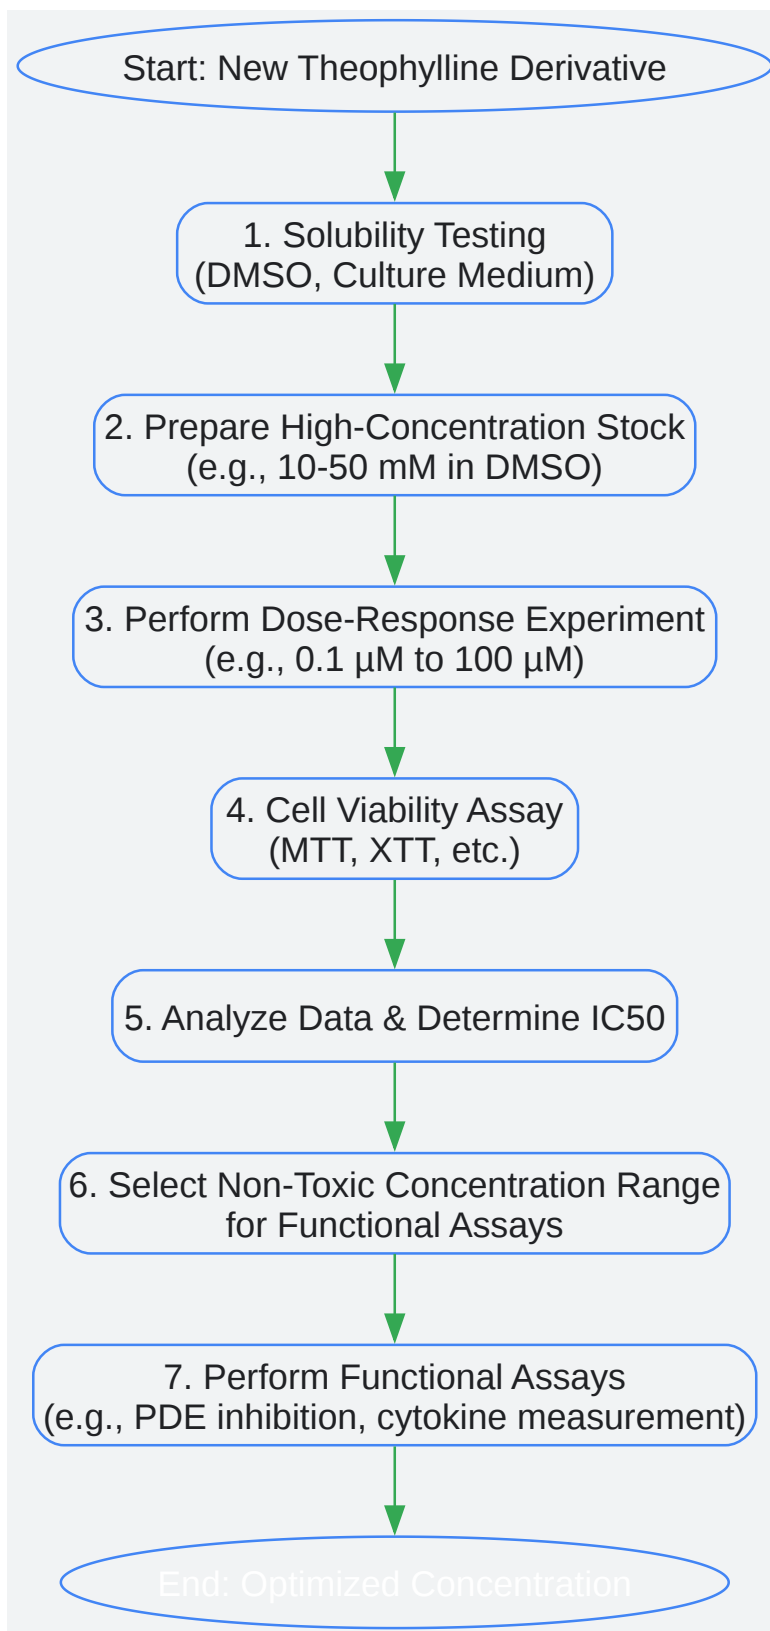 Start: New Theophylline Derivative
1. Solubility Testing
(DMSO, Culture Medium)
2. Prepare High-Concentration Stock
(e.g., 10-50 mM in DMSO)
3. Perform Dose-Response Experiment
(e.g., 0.1 µM to 100 µM)
4. Cell Viability Assay
(MTT, XTT, etc.)
5. Analyze Data & Determine IC50
6. Select Non-Toxic Concentration Range
for Functional Assays
7. Perform Functional Assays
(e.g., PDE inhibition, cytokine measurement)
End: Optimized Concentration